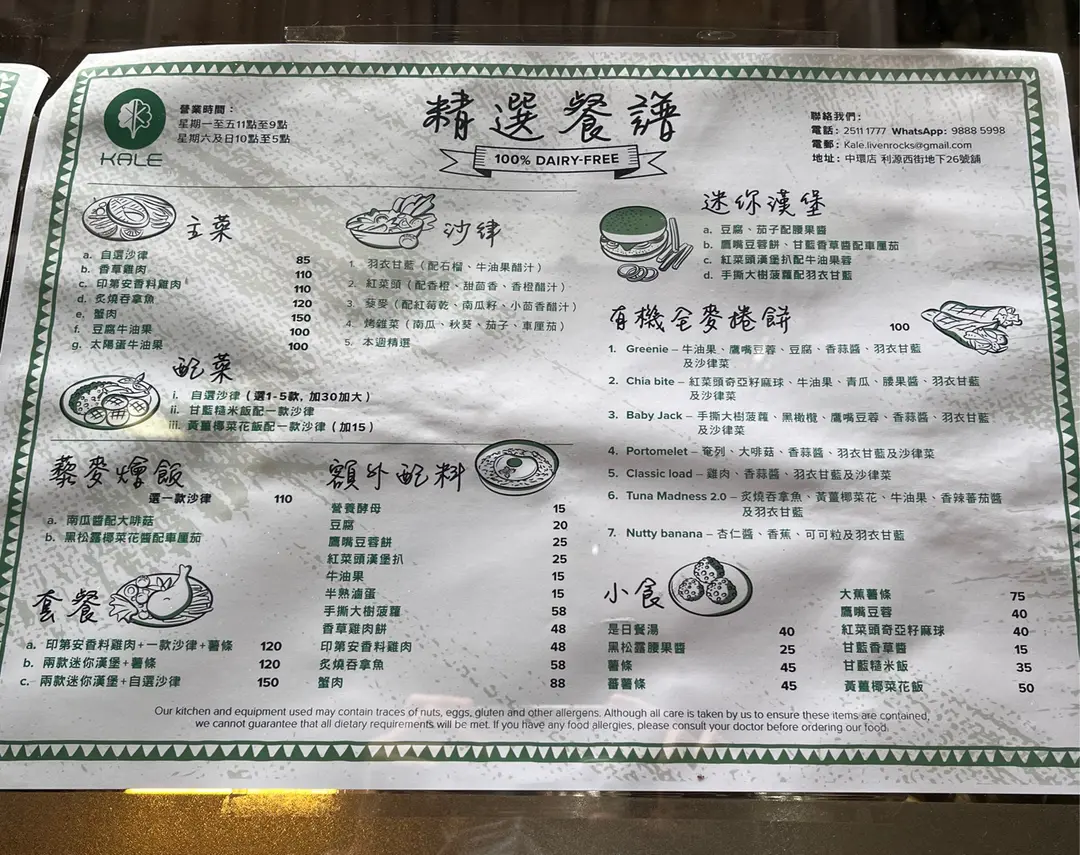 KALE
營業時間：
星期一至五11點至9點
星期六及日10點至5點
精選餐譜
100% DAIRY-FREE
聯絡我們：
電話： 2511 1777 WhatsApp： 9888 5998
電郵： Kale.livenrocks@gmail.com
地址： 中環店 利源西街地下26號舖
主菜
a. 自選沙律 85
b. 香草雞肉 110
c. 印第安香料雞肉 110
d. 炙燒吞拿魚 120
e. 蟹肉 150
f. 豆腐牛油果 100
g. 太陽蛋牛油果 100
沙律
1. 羽衣甘藍（配石榴、牛油果醋汁）
2. 紅菜頭（配香橙、甜茴香、香橙醋汁）
3. 葵麥（配紅莓乾、南瓜籽、小茴香醋汁）
4. 烤雜菜（南瓜、秋葵、茄子、車厘茄）
5. 本週精選
配菜
i. 自選沙律（選1-5款, 加30加大）
ii. 甘藍糙米飯配一款沙律
iii. 黃薑椰菜花飯配一款沙律（加15）
藜麥燴飯
選一款沙律 110
a. 南瓜醬配大啡菇
b. 黑松露椰菜花醬配車厘茄
套餐
a. 印第安香料雞肉+一款沙律+薯條 120
b. 兩款迷你漢堡+薯條 120
c. 兩款迷你漢堡+自選沙律 150
額外配料
營養酵母 15
豆腐 20
鷹嘴豆蓉餅 25
紅菜頭漢堡扒 25
牛油果 15
半熟滷蛋 15
手撕大樹菠蘿 58
香草雞肉餅 48
印第安香料雞肉 48
炙燒吞拿魚 58
蟹肉 88
迷你漢堡
a. 豆腐、茄子配腰果醬
b. 鷹嘴豆蓉餅、甘藍香草醬配車厘茄
c. 紅菜頭漢堡扒配牛油果蓉
d. 手撕大樹菠蘿配羽衣甘藍
有機全麥捲餅 100
1. Greenie – 牛油果、鷹嘴豆蓉、豆腐、香蒜醬、羽衣甘藍
及沙律菜
2. Chia bite – 紅菜頭奇亞籽麻球、牛油果、青瓜、腰果醬、羽衣甘藍
及沙律菜
3. Baby Jack – 手撕大樹菠蘿、黑橄欖、鷹嘴豆蓉、香蒜醬、羽衣甘藍
及沙律菜
4. Portomelet – 奄列、大啡菇、香蒜醬、羽衣甘藍及沙律菜
5. Classic load – 雞肉、香蒜醬、羽衣甘藍及沙律菜
6. Tuna Madness 2.0 – 炙燒吞拿魚、黃薑椰菜花、牛油果、香辣蕃茄醬
及羽衣甘藍
7. Nutty banana – 杏仁醬、香蕉、可可粒及羽衣甘藍
小食
是日餐湯 40
黑松露腰果醬 25
薯條 45
蕃薯條 45
大蕉薯條 75
鷹嘴豆蓉 40
紅菜頭奇亞籽麻球 40
甘藍香草醬 15
甘藍糙米飯 35
黃薑椰菜花飯 50
Our kitchen and equipment used may contain traces of nuts, eggs, gluten and other allergens. Although all care is taken by us to ensure these items are contained,
we cannot guarantee that all dietary requirements will be met. If you have any food allergies, please consult your doctor before ordering our food.